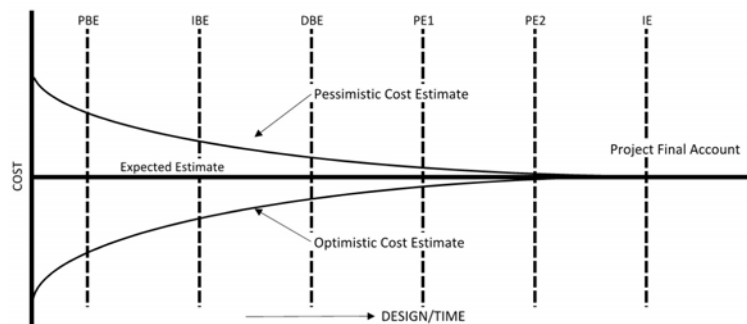 PBE IBE DBE PE1 PE2 IE
Pessimistic Cost Estimate
Project Final Account
Expected Estimate
COST
Optimistic Cost Estimate
DESIGN/TIME